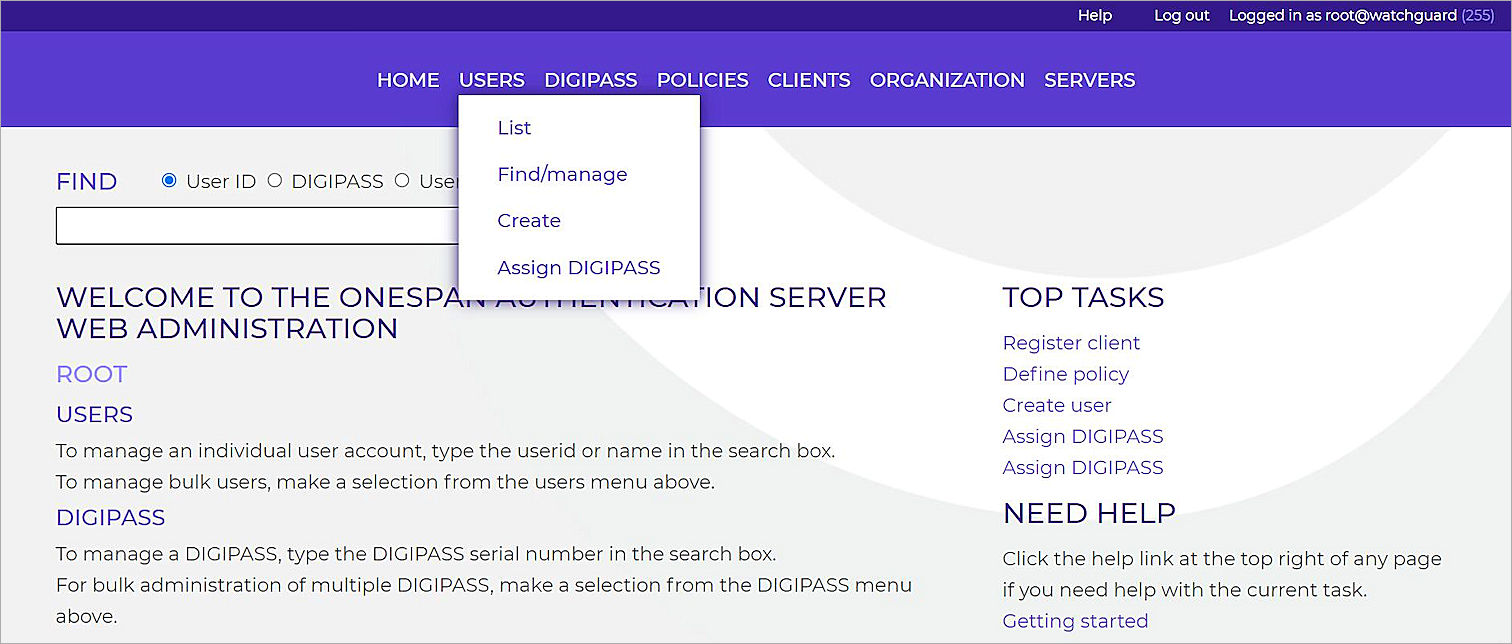 Help Log out Logged in as root@watchguard (255)
HOME USERS DIGIPASS POLICIES CLIENTS ORGANIZATION SERVERS
List
Find/manage
Create
Assign DIGIPASS
FIND User ID DIGIPASS
WELCOME TO THE ONESPAN AUTHENTICATION SERVER
WEB ADMINISTRATION
ROOT
USERS
To manage an individual user account, type the userid or name in the search box.
To manage bulk users, make a selection from the users menu above.
DIGIPASS
To manage a DIGIPASS, type the DIGIPASS serial number in the search box.
For bulk administration of multiple DIGIPASS, make a selection from the DIGIPASS menu
above.
TOP TASKS
Register client
Define policy
Create user
Assign DIGIPASS
Assign DIGIPASS
NEED HELP
Click the help link at the top right of any page
if you need help with the current task.
Getting started